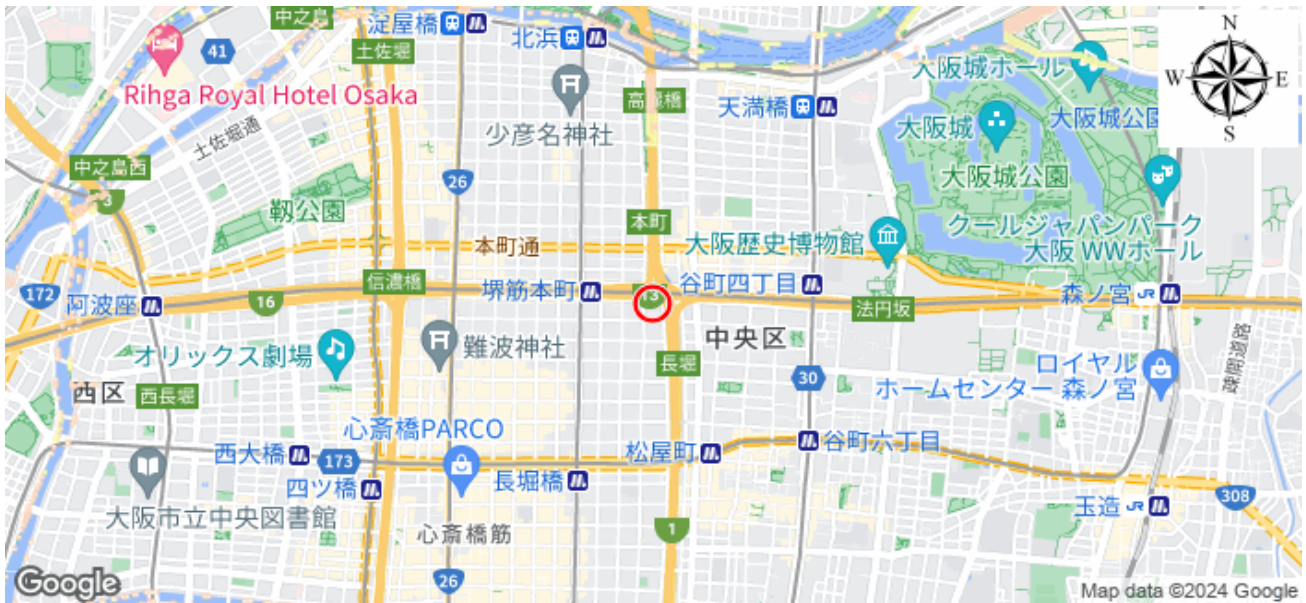 中之島
淀屋橋
北浜
N
W
E
S
41
土佐堀
大阪城ホール
Rihga Royal Hotel Osaka
高麗橋
天満橋
少彦名神社
大阪城
大阪城公園
土佐堀通
中之島西
3
26
大阪城公園
靱公園
本町
クールジャパンパーク
大阪 WWホール
本町通
大阪歴史博物館
信濃橋
堺筋本町
13
谷町四丁目
172
阿波座
16
法円坂
森ノ宮
JR
中央区
オリックス劇場
難波神社
長堀
ロイヤル
ホームセンター 森ノ宮
疎開道路
30
西区
西長堀
心斎橋PARCO
西大橋
173
松屋町
谷町六丁目
四ツ橋
長堀橋
308
玉造
JR
大阪市立中央図書館
心斎橋筋
1
26
Google
Map data ©2024 Google